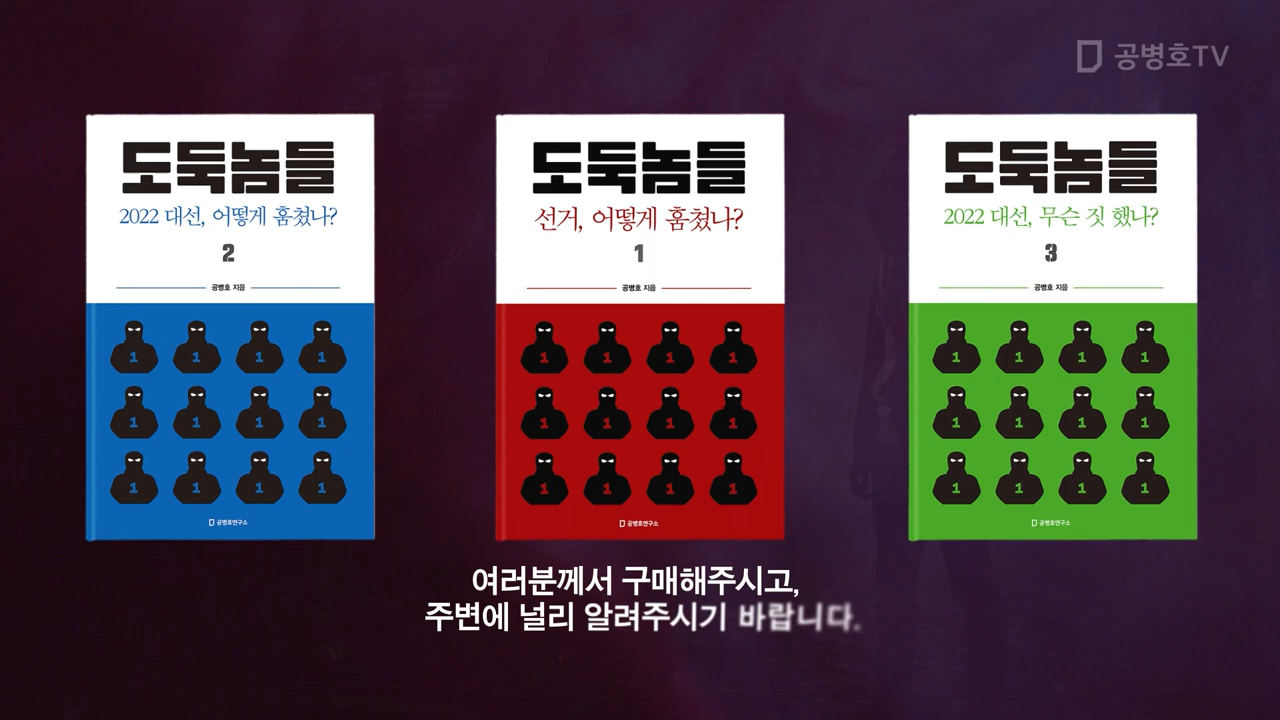 공병호TV
도둑놈들
2022 대선, 어떻게 훔쳤나?
2
공병호 지음
1 1 1 1
1 1 1 1
1 1 1 1
공병호연구소
도둑놈들
선거, 어떻게 훔쳤나?
1
공병호 지음
1 1 1 1
1 1 1 1
1 1 1 1
공병호연구소
도둑놈들
2022 대선, 무슨 짓 했나?
3
공병호 지음
1 1 1 1
1 1 1 1
1 1 1 1
공병호연구소
여러분께서 구매해주시고,
주변에 널리 알려주시기 바랍니다.